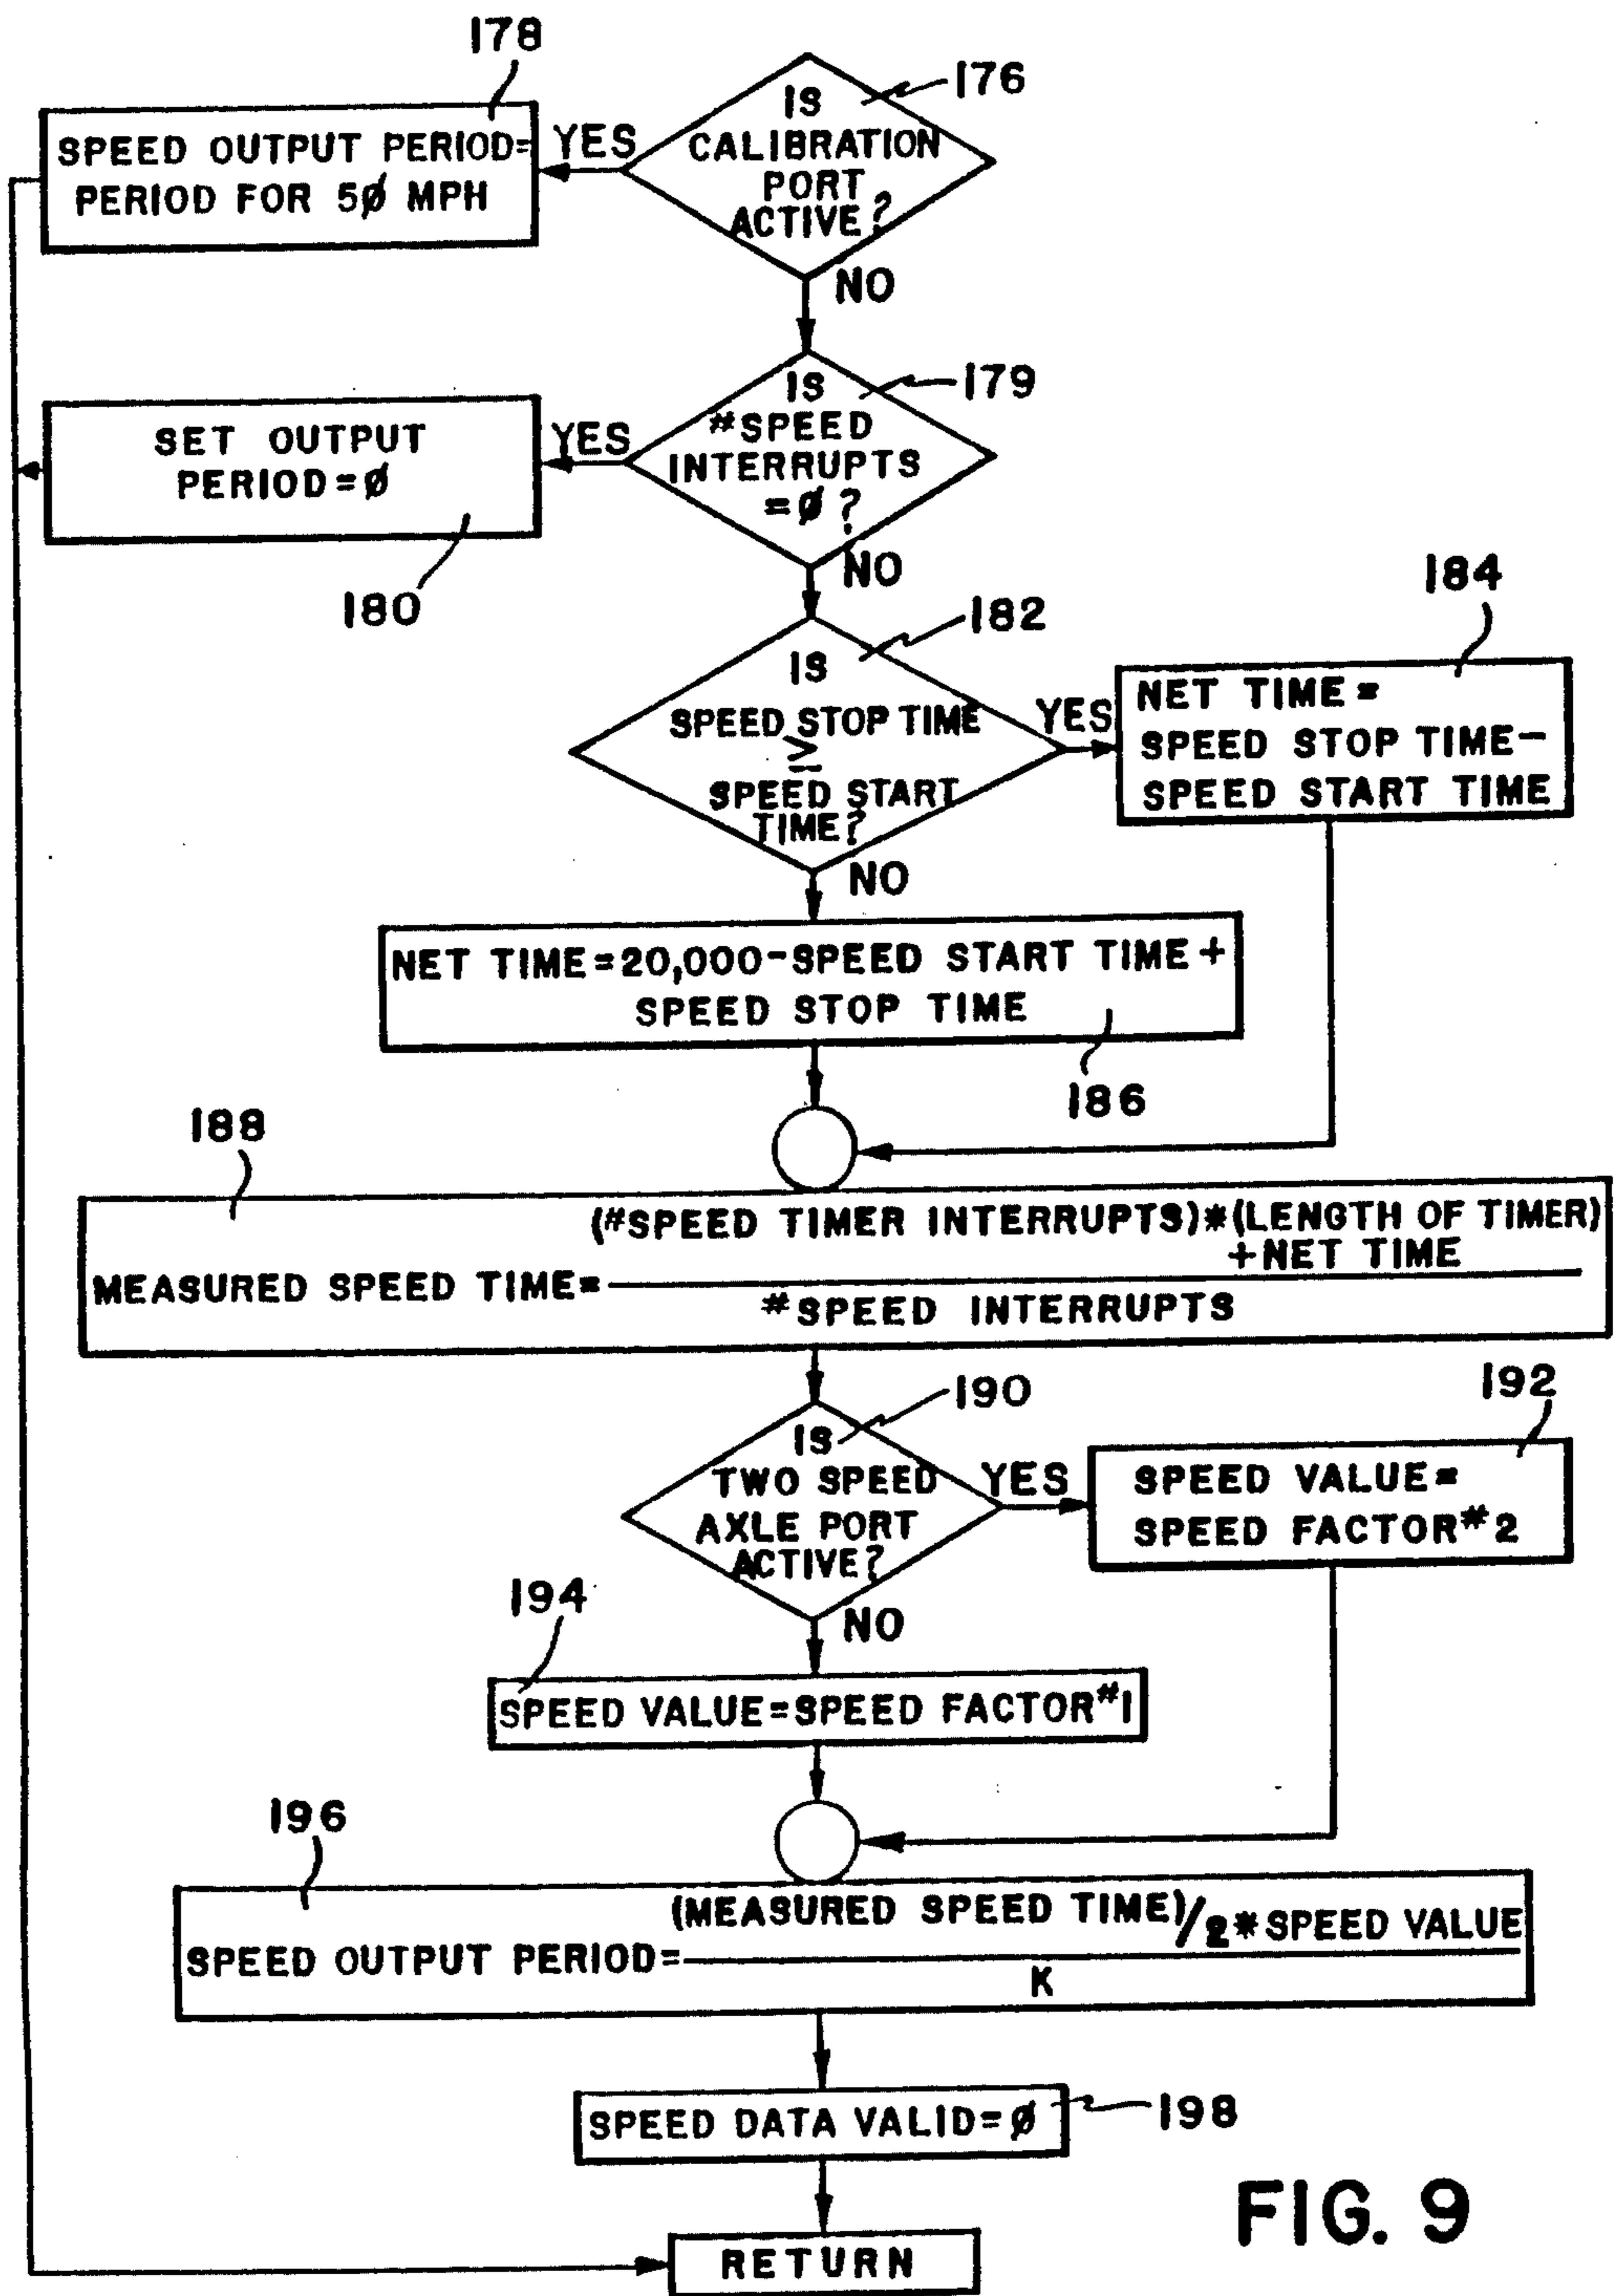 178
176
IS
CALIBRATION
PORT
ACTIVE?
YES
SPEED OUTPUT PERIOD=
PERIOD FOR 5Ø MPH
NO
179
IS
#SPEED
INTERRUPTS
=Ø?
YES
SET OUTPUT
PERIOD=Ø
180
NO
182
IS
SPEED STOP TIME
≥
SPEED START
TIME?
YES
184
NET TIME=
SPEED STOP TIME-
SPEED START TIME
NO
NET TIME=20,000-SPEED START TIME+
SPEED STOP TIME
186
188
(#SPEED TIMER INTERRUPTS)*(LENGTH OF TIMER)
+NET TIME
MEASURED SPEED TIME=
#SPEED INTERRUPTS
190
IS
TWO SPEED
AXLE PORT
ACTIVE?
YES
192
SPEED VALUE=
SPEED FACTOR#2
NO
194
SPEED VALUE=SPEED FACTOR#1
196
(MEASURED SPEED TIME)/2*SPEED VALUE
SPEED OUTPUT PERIOD=
K
SPEED DATA VALID=Ø
198
RETURN
FIG. 9